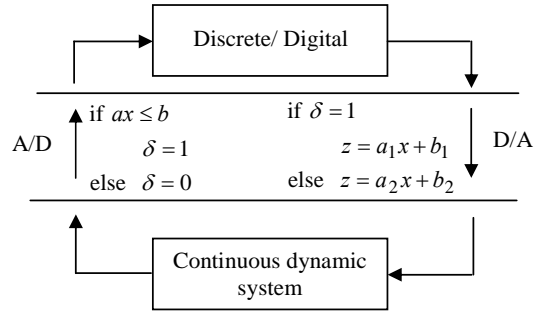 Discrete/ Digital
A/D
if ax ≤ b
δ = 1
else δ = 0
if δ = 1
z = a₁x + b₁
else z = a₂x + b₂
D/A
Continuous dynamic
system